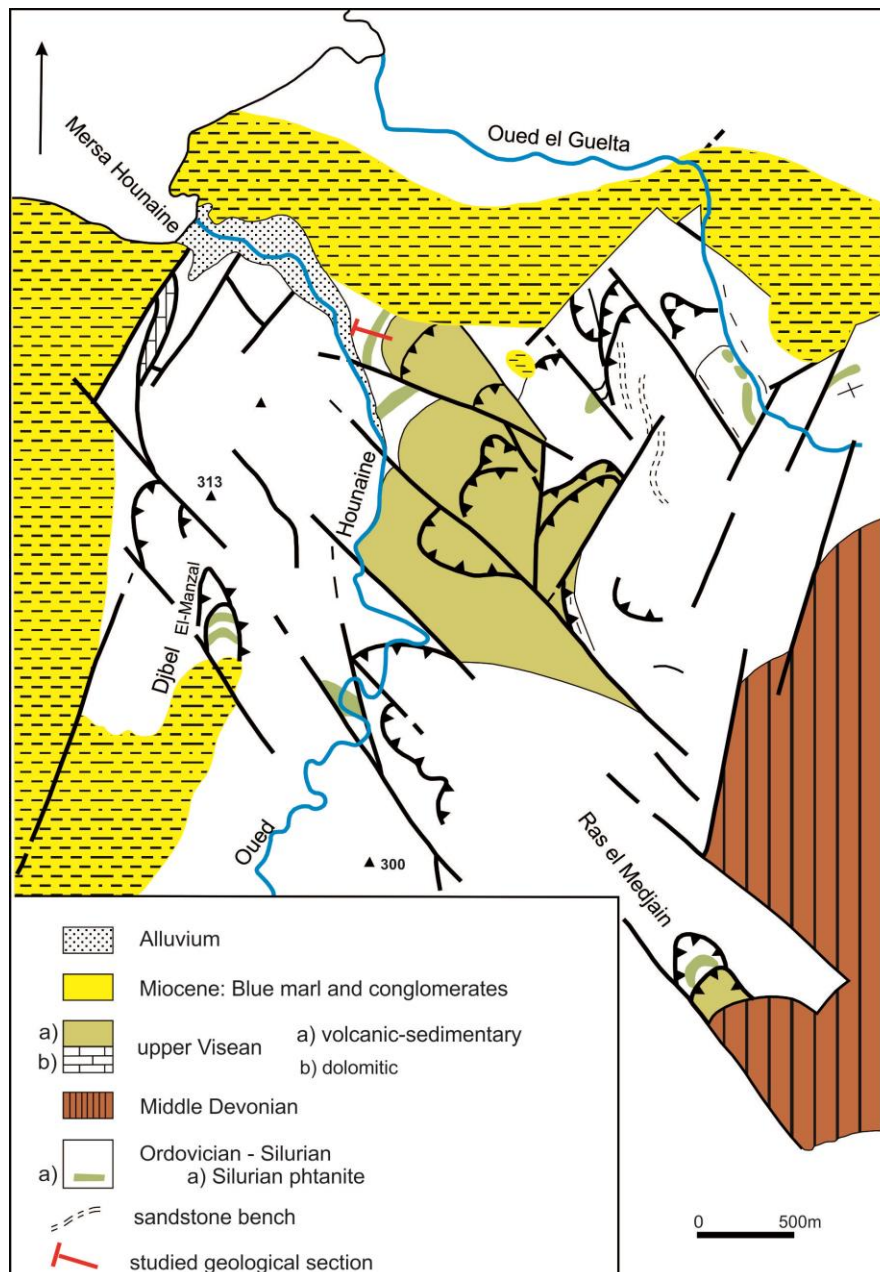 Oued el Guelta
Mersa Hounaine
313
Hounaine
Djbel El-Manzal
Oued
300
Ras el Medjain
Alluvium
Miocene: Blue marl and conglomerates
a)
b)
upper Visean a) volcanic-sedimentary
b) dolomitic
Middle Devonian
Ordovician - Silurian
a) a) Silurian phtanite
sandstone bench
studied geological section
0 500m